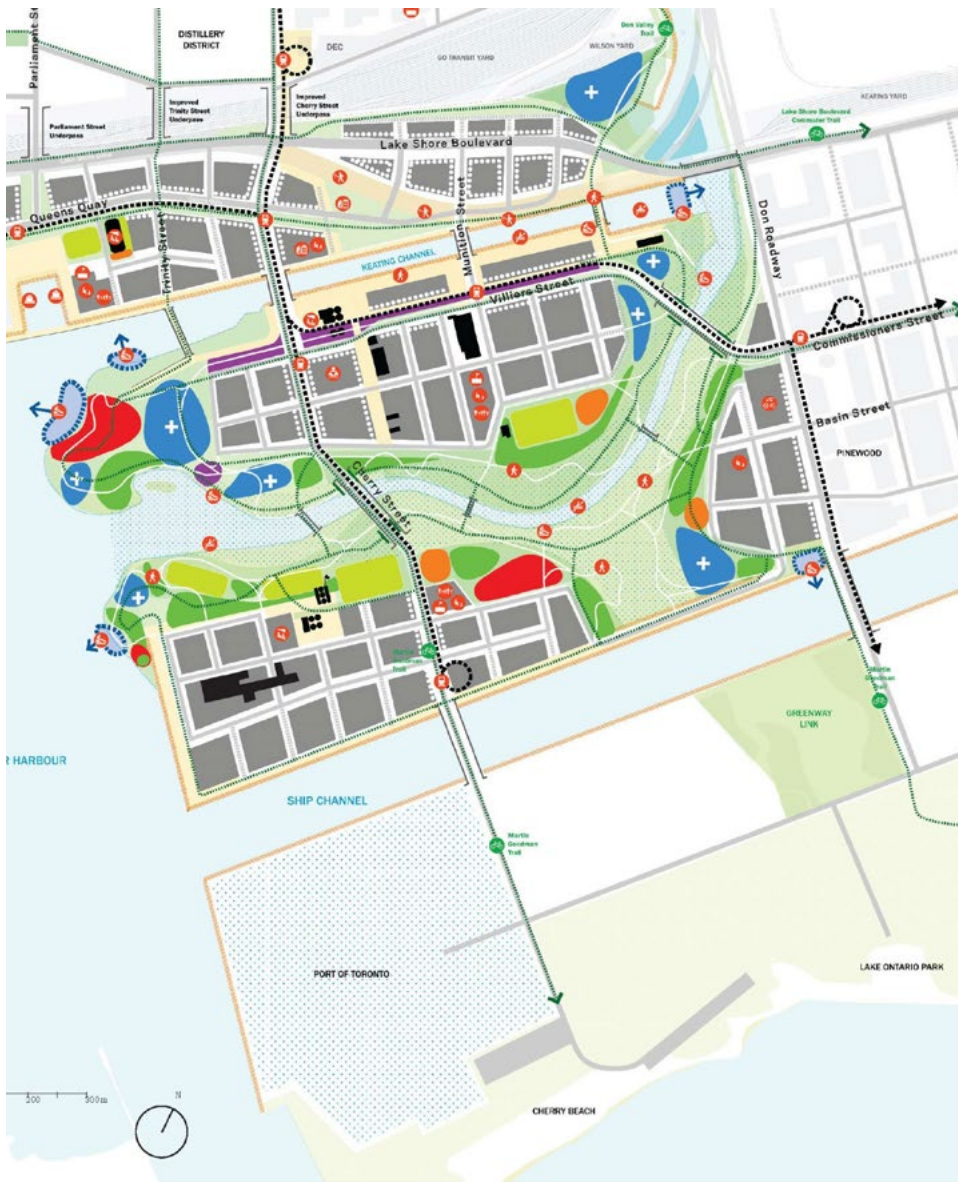 Parliament St
DISTILLERY
DISTRICT
DEC
GO TRANSIT YARD
WILSON YARD
Don Valley
Trail
KEATING YARD
Parliament Street
Underpass
Improved
Trinity Street
Underpass
Improved
Cherry Street
Underpass
Lake Shore Boulevard
Commuter Trail
Lake Shore Boulevard
Queens Quay
Trinity Street
Munition Street
Don Roadway
KEATING CHANNEL
Villiers Street
Commissioners Street
Basin Street
PINEWOOD
Cherry Street
Martin
Goodman
Trail
Martin
Goodman
Trail
GREENWAY
LINK
R HARBOUR
SHIP CHANNEL
Martin
Goodman
Trail
PORT OF TORONTO
LAKE ONTARIO PARK
CHERRY BEACH
200
300m
N